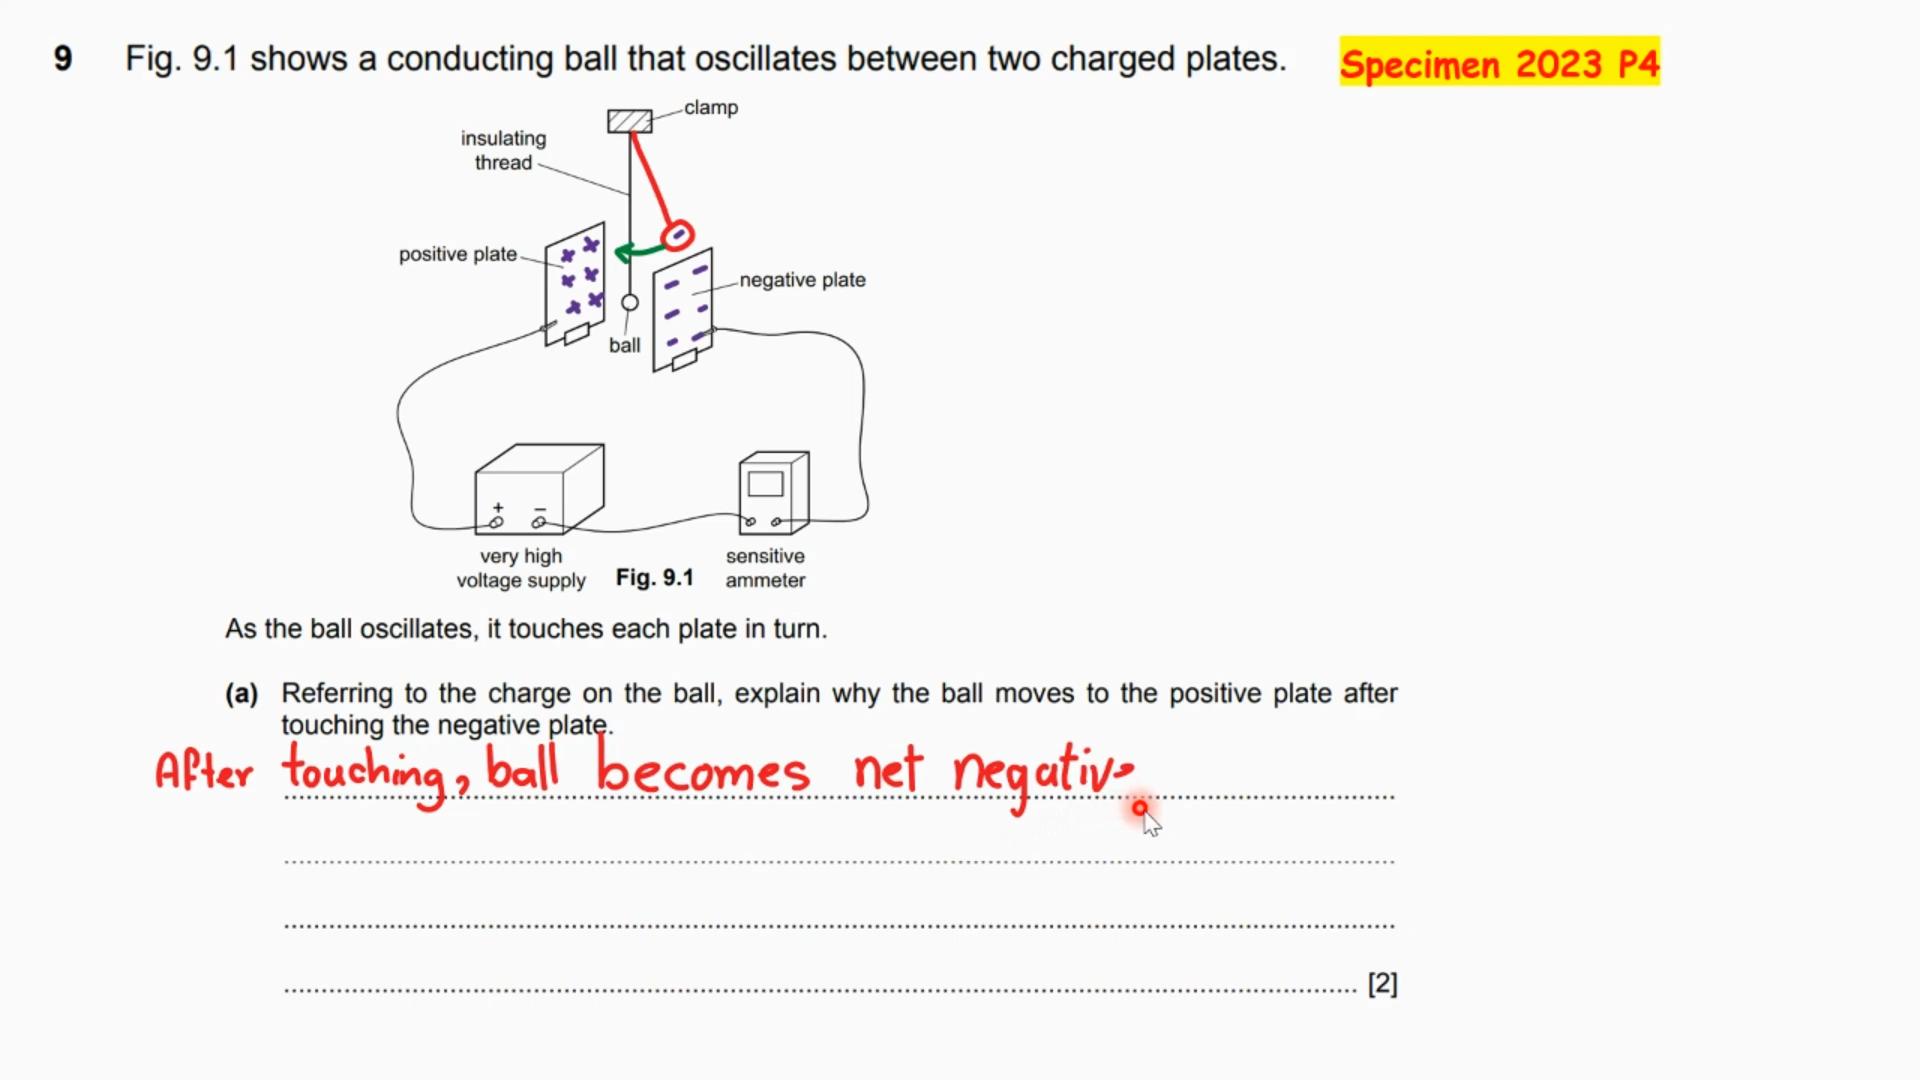 9 Fig. 9.1 shows a conducting ball that oscillates between two charged plates.
Specimen 2023 P4
clamp
insulating
thread
positive plate
negative plate
ball
+ −
very high
voltage supply
Fig. 9.1
sensitive
ammeter
As the ball oscillates, it touches each plate in turn.
(a) Referring to the charge on the ball, explain why the ball moves to the positive plate after
touching the negative plate.
After touching, ball becomes net negative
[2]